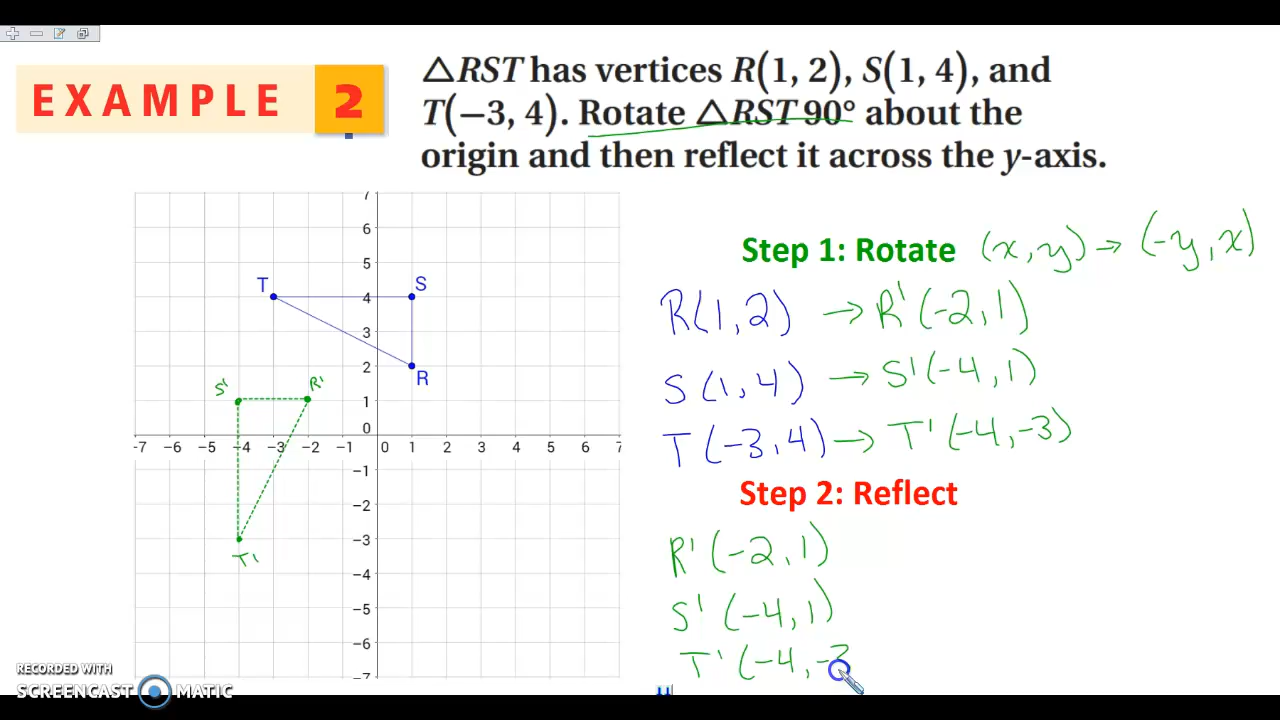 EXAMPLE 2
△RST has vertices R(1, 2), S(1, 4), and
T(−3, 4). Rotate △RST 90° about the
origin and then reflect it across the y-axis.
7
6
5
T S
4
3
2
R
S' R'
1
0
−7 −6 −5 −4 −3 −2 −1 0 1 2 3 4 5 6 7
−1
−2
−3
T'
−4
−5
−6
−7
Step 1: Rotate (x, y) → (-y, x)
R(1, 2) → R'(-2, 1)
S(1, 4) → S'(-4, 1)
T(-3, 4) → T'(-4, -3)
Step 2: Reflect
R'(-2, 1)
S'(-4, 1)
T'(-4, -3
RECORDED WITH
SCREENCAST MATIC